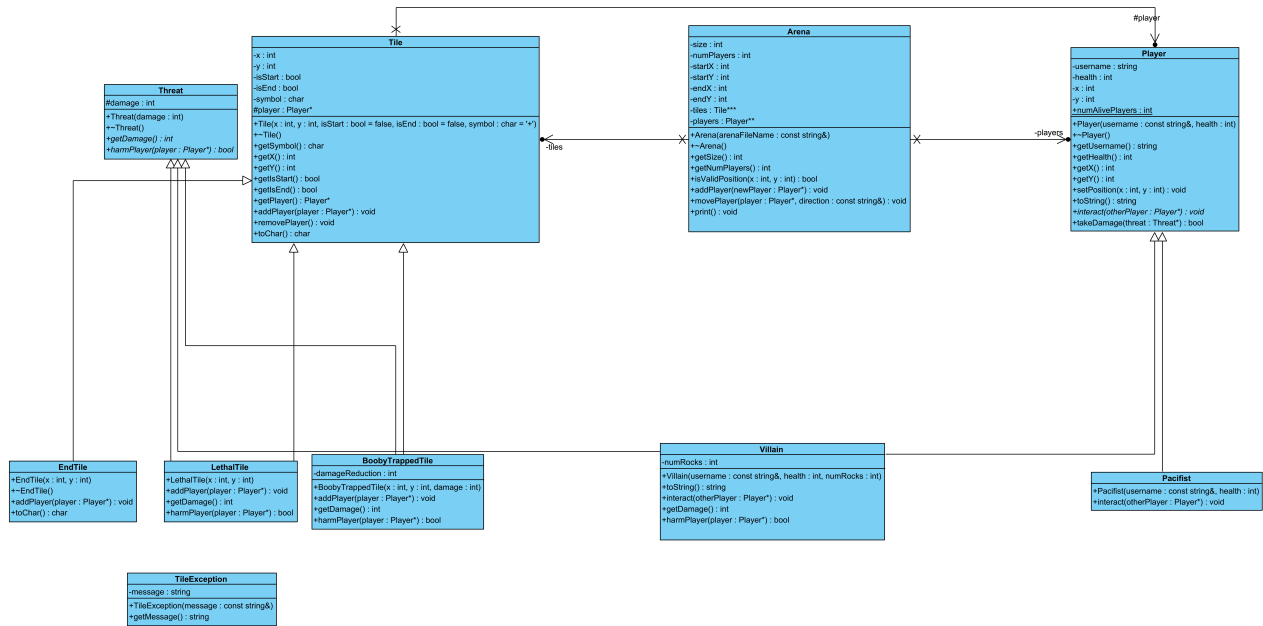 #player
Tile
-x : int
-y : int
-isStart : bool
-isEnd : bool
-symbol : char
#player : Player*
+Tile(x : int, y : int, isStart : bool = false, isEnd : bool = false, symbol : char = '+')
+~Tile()
+getSymbol() : char
+getX() : int
+getY() : int
+getIsStart() : bool
+getIsEnd() : bool
+getPlayer() : Player*
+addPlayer(player : Player*) : void
+removePlayer() : void
+toChar() : char
Arena
-size : int
-numPlayers : int
-startX : int
-startY : int
-endX : int
-endY : int
-tiles : Tile***
-players : Player**
+Arena(arenaFileName : const string&)
+~Arena()
+getSize() : int
+getNumPlayers() : int
+isValidPosition(x : int, y : int) : bool
+addPlayer(newPlayer : Player*) : void
+movePlayer(player : Player*, direction : const string&) : void
+print() : void
-tiles
-players
Player
-username : string
-health : int
-x : int
-y : int
+numAlivePlayers : int
+Player(username : const string&, health : int)
+~Player()
+getUsername() : string
+getHealth() : int
+getX() : int
+getY() : int
+setPosition(x : int, y : int) : void
+toString() : string
+interact(otherPlayer : Player*) : void
+takeDamage(threat : Threat*) : bool
Threat
#damage : int
+Threat(damage : int)
+~Threat()
+getDamage() : int
+harmPlayer(player : Player*) : bool
EndTile
+EndTile(x : int, y : int)
+~EndTile()
+addPlayer(player : Player*) : void
+toChar() : char
LethalTile
+LethalTile(x : int, y : int)
+addPlayer(player : Player*) : void
+getDamage() : int
+harmPlayer(player : Player*) : bool
BoobyTrappedTile
-damageReduction : int
+BoobyTrappedTile(x : int, y : int, damage : int)
+addPlayer(player : Player*) : void
+getDamage() : int
+harmPlayer(player : Player*) : bool
Villain
-numRocks : int
+Villain(username : const string&, health : int, numRocks : int)
+toString() : string
+interact(otherPlayer : Player*) : void
+getDamage() : int
+harmPlayer(player : Player*) : bool
Pacifist
+Pacifist(username : const string&, health : int)
+interact(otherPlayer : Player*) : void
TileException
-message : string
+TileException(message : const string&)
+getMessage() : string